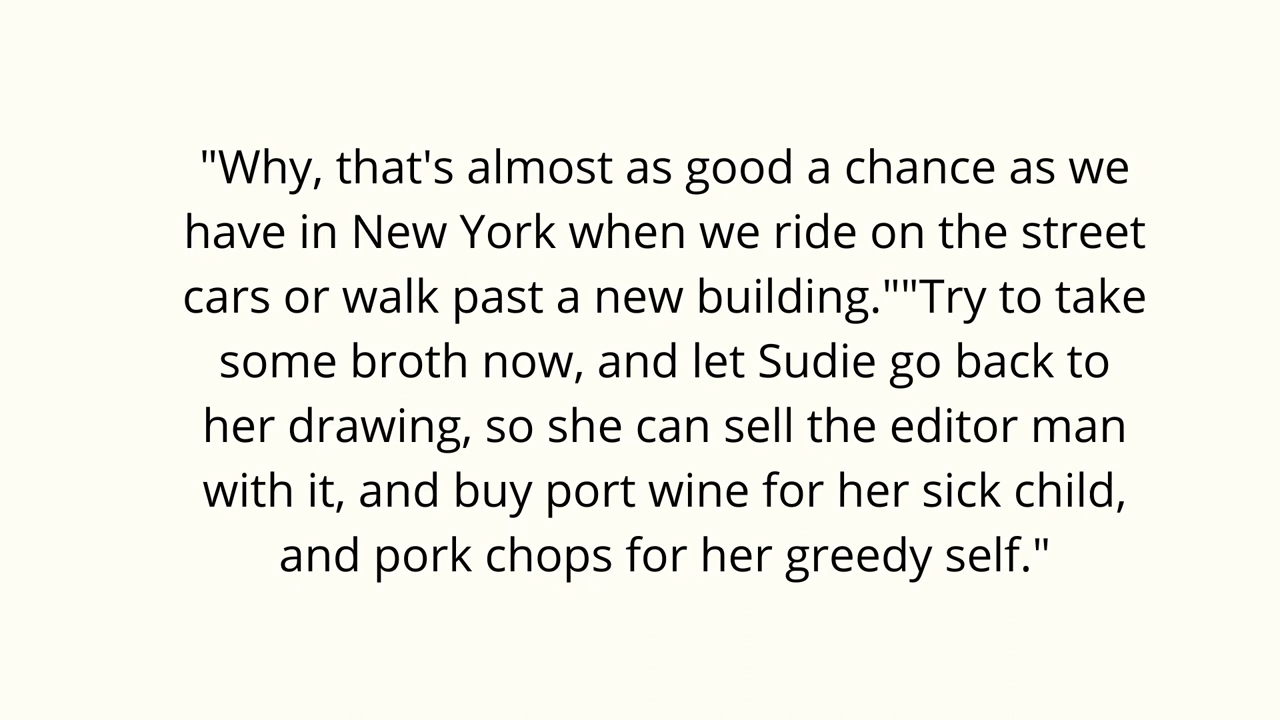 "Why, that's almost as good a chance as we
have in New York when we ride on the street
cars or walk past a new building.""Try to take
some broth now, and let Sudie go back to
her drawing, so she can sell the editor man
with it, and buy port wine for her sick child,
and pork chops for her greedy self."